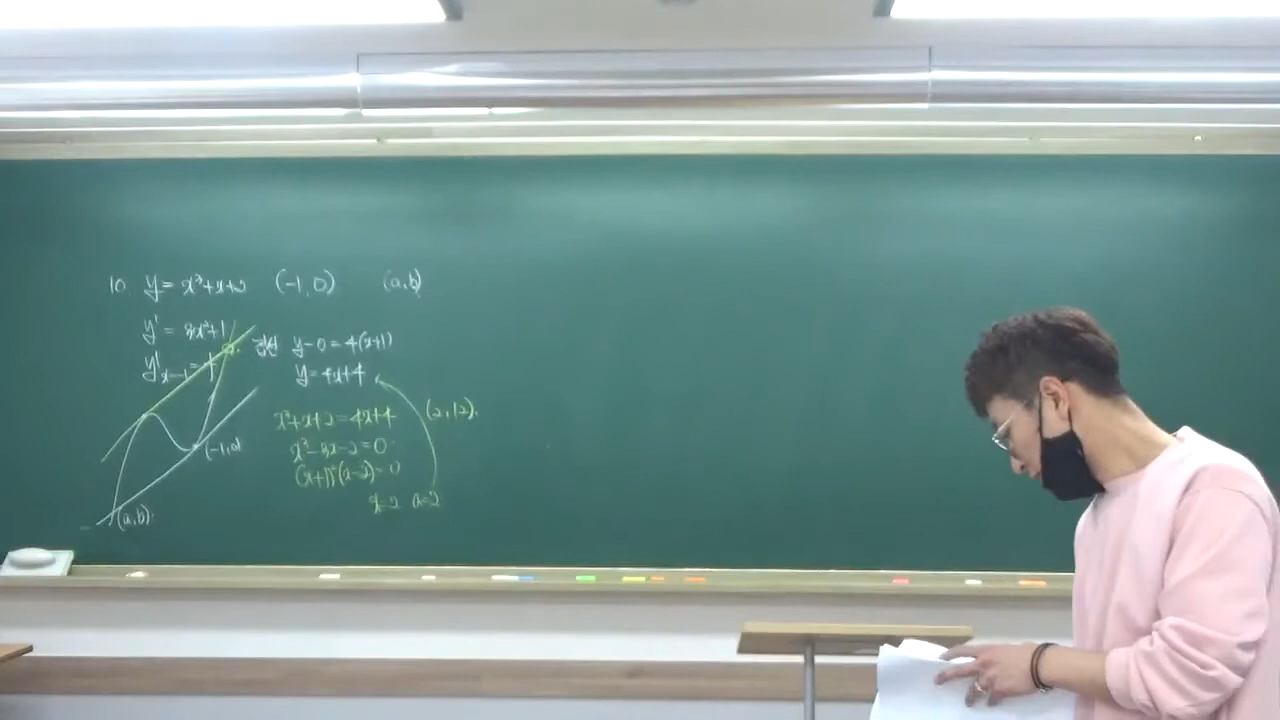 10. y = x³+x+2 (-1,0) (a,b)
y' = 3x²+1
y'x=-1 = 4
접선 y-0 = 4(x+1)
y = 4x+4
x³+x+2 = 4x+4
(2,12).
x³-3x-2 = 0
(x+1)²(x-2) = 0
x=2 a=2
(-1,0)
(a,b).